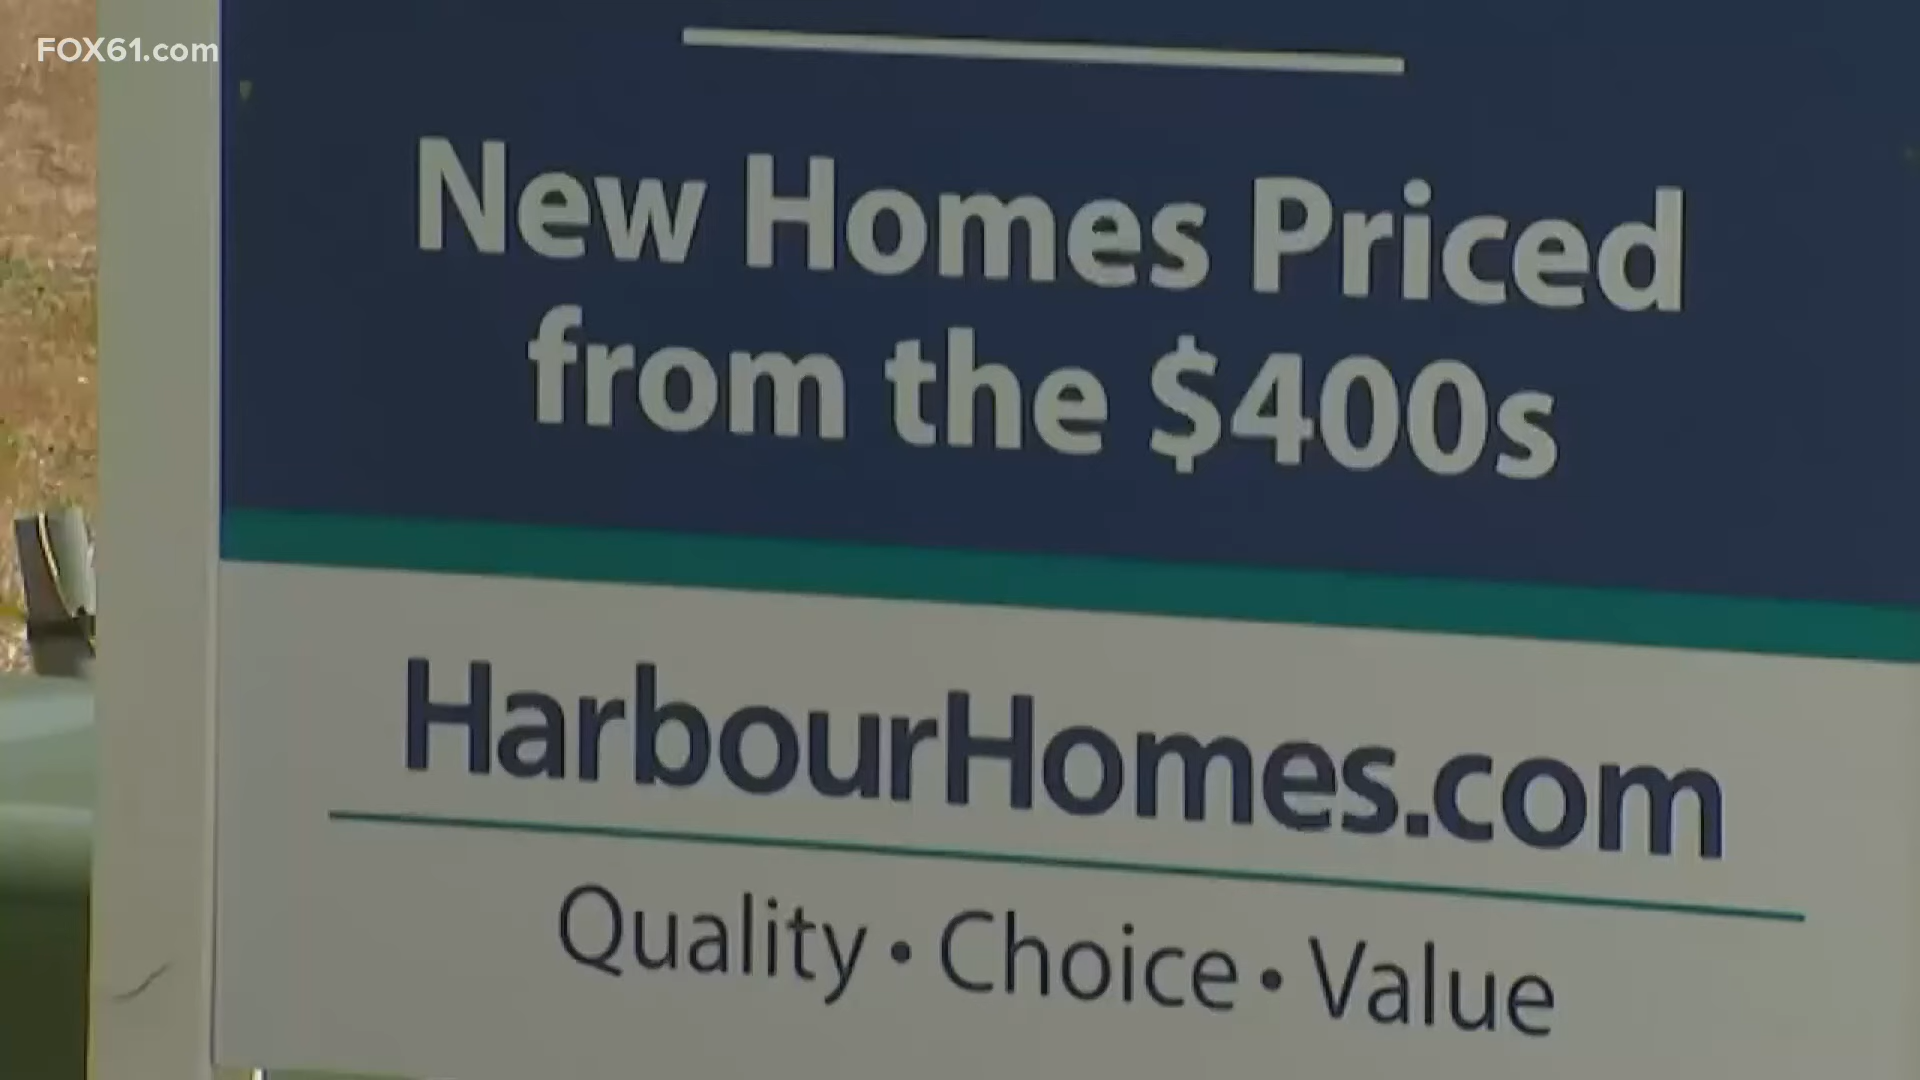 FOX61.com
New Homes Priced
from the $400s
HarbourHomes.com
Quality • Choice • Value